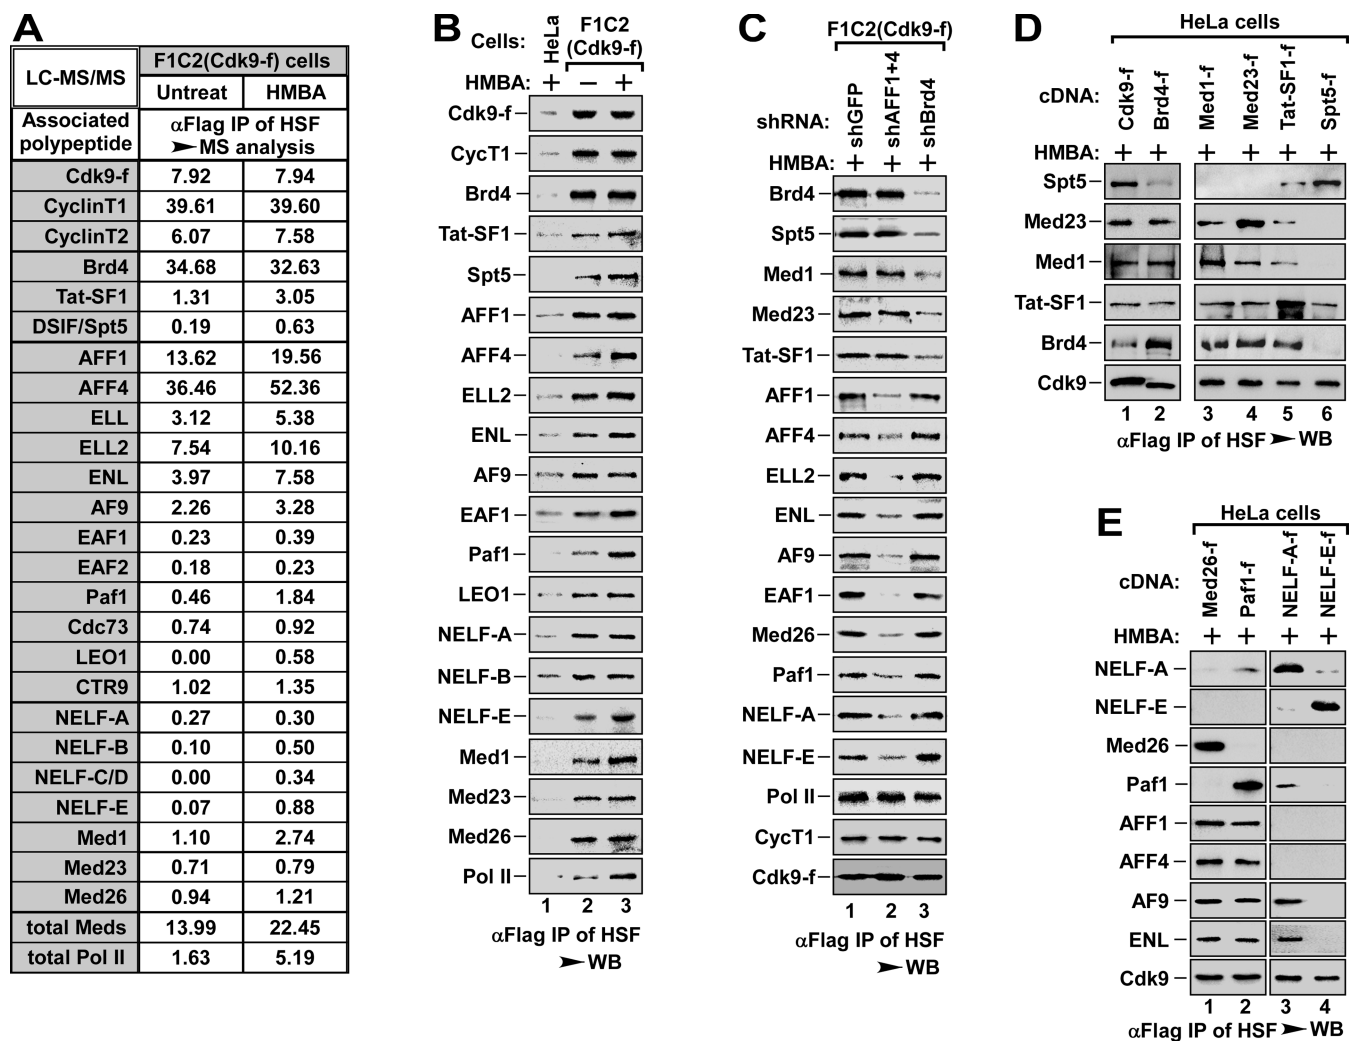 A
LC-MS/MS
F1C2(Cdk9-f) cells
Untreat HMBA
Associated polypeptide
αFlag IP of HSF
➤MS analysis
Cdk9-f 7.92 7.94
CyclinT1 39.61 39.60
CyclinT2 6.07 7.58
Brd4 34.68 32.63
Tat-SF1 1.31 3.05
DSIF/Spt5 0.19 0.63
AFF1 13.62 19.56
AFF4 36.46 52.36
ELL 3.12 5.38
ELL2 7.54 10.16
ENL 3.97 7.58
AF9 2.26 3.28
EAF1 0.23 0.39
EAF2 0.18 0.23
Paf1 0.46 1.84
Cdc73 0.74 0.92
LEO1 0.00 0.58
CTR9 1.02 1.35
NELF-A 0.27 0.30
NELF-B 0.10 0.50
NELF-C/D 0.00 0.34
NELF-E 0.07 0.88
Med1 1.10 2.74
Med23 0.71 0.79
Med26 0.94 1.21
total Meds 13.99 22.45
total Pol II 1.63 5.19
B
Cells: HeLa F1C2 (Cdk9-f)
HMBA: + − +
Cdk9-f
CycT1
Brd4
Tat-SF1
Spt5
AFF1
AFF4
ELL2
ENL
AF9
EAF1
Paf1
LEO1
NELF-A
NELF-B
NELF-E
Med1
Med23
Med26
Pol II
1 2 3
αFlag IP of HSF
➤WB
C
F1C2(Cdk9-f)
shRNA: shGFP shAFF1+4 shBrd4
HMBA: + + +
Brd4
Spt5
Med1
Med23
Tat-SF1
AFF1
AFF4
ELL2
ENL
AF9
EAF1
Med26
Paf1
NELF-A
NELF-E
Pol II
CycT1
Cdk9-f
1 2 3
αFlag IP of HSF
➤WB
D
HeLa cells
cDNA: Cdk9-f Brd4-f Med1-f Med23-f Tat-SF1-f Spt5-f
HMBA: + + + + + +
Spt5
Med23
Med1
Tat-SF1
Brd4
Cdk9
1 2 3 4 5 6
αFlag IP of HSF ➤WB
E
HeLa cells
cDNA: Med26-f Paf1-f NELF-A-f NELF-E-f
HMBA: + + + +
NELF-A
NELF-E
Med26
Paf1
AFF1
AFF4
AF9
ENL
Cdk9
1 2 3 4
αFlag IP of HSF ➤WB